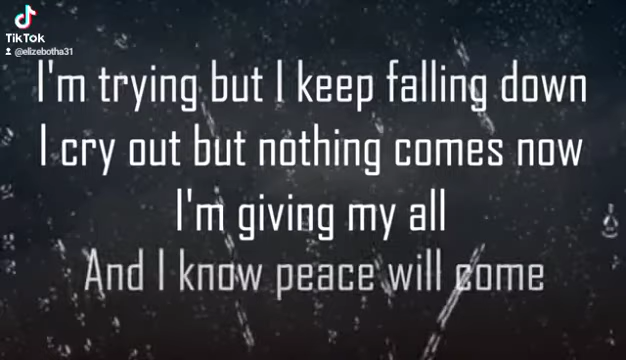 TikTok
@elizebotha31
I'm trying but I keep falling down
I cry out but nothing comes now
I'm giving my all
And I know peace will come